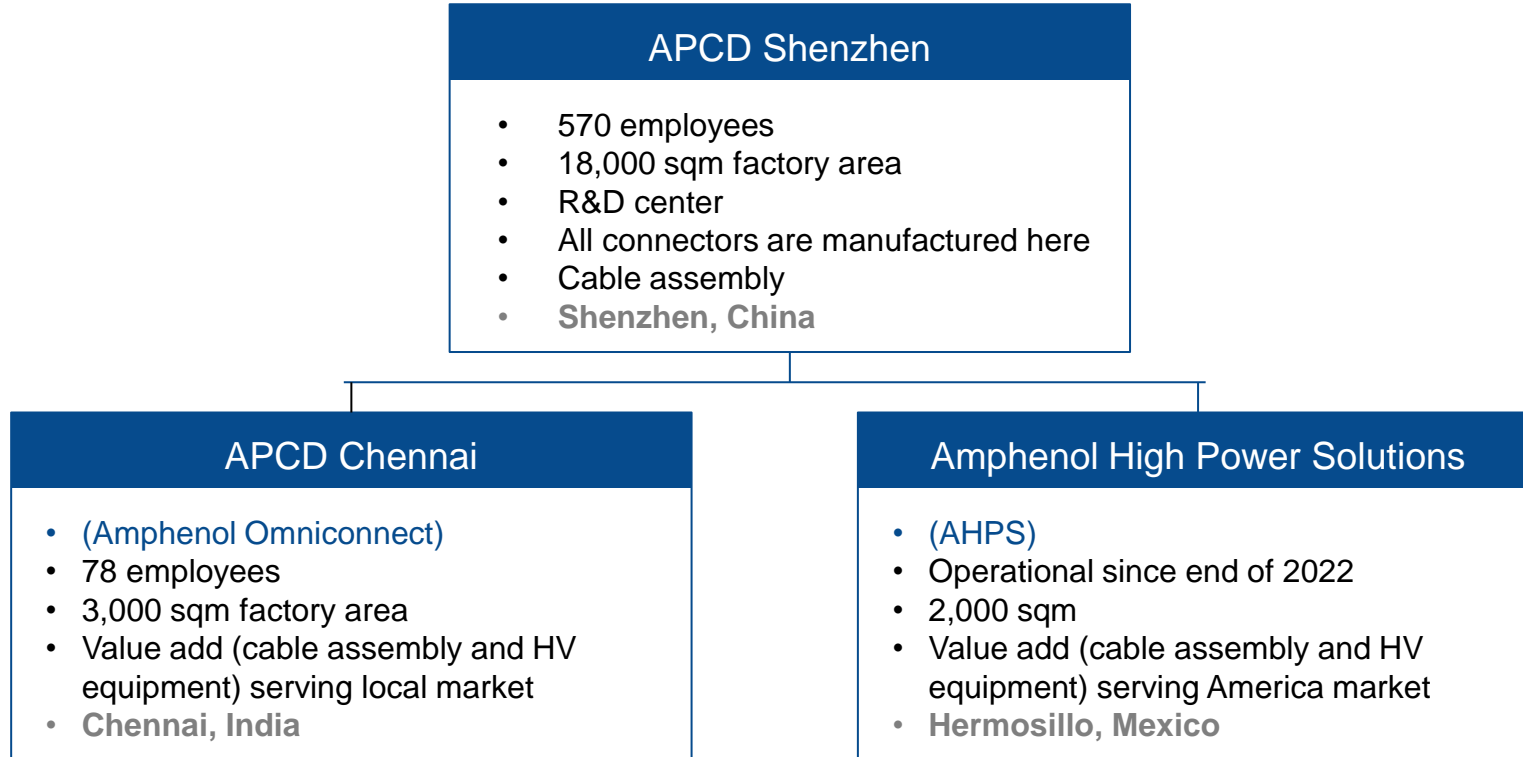 APCD Shenzhen
• 570 employees
• 18,000 sqm factory area
• R&D center
• All connectors are manufactured here
• Cable assembly
• Shenzhen, China
APCD Chennai
• (Amphenol Omniconnect)
• 78 employees
• 3,000 sqm factory area
• Value add (cable assembly and HV
equipment) serving local market
• Chennai, India
Amphenol High Power Solutions
• (AHPS)
• Operational since end of 2022
• 2,000 sqm
• Value add (cable assembly and HV
equipment) serving America market
• Hermosillo, Mexico